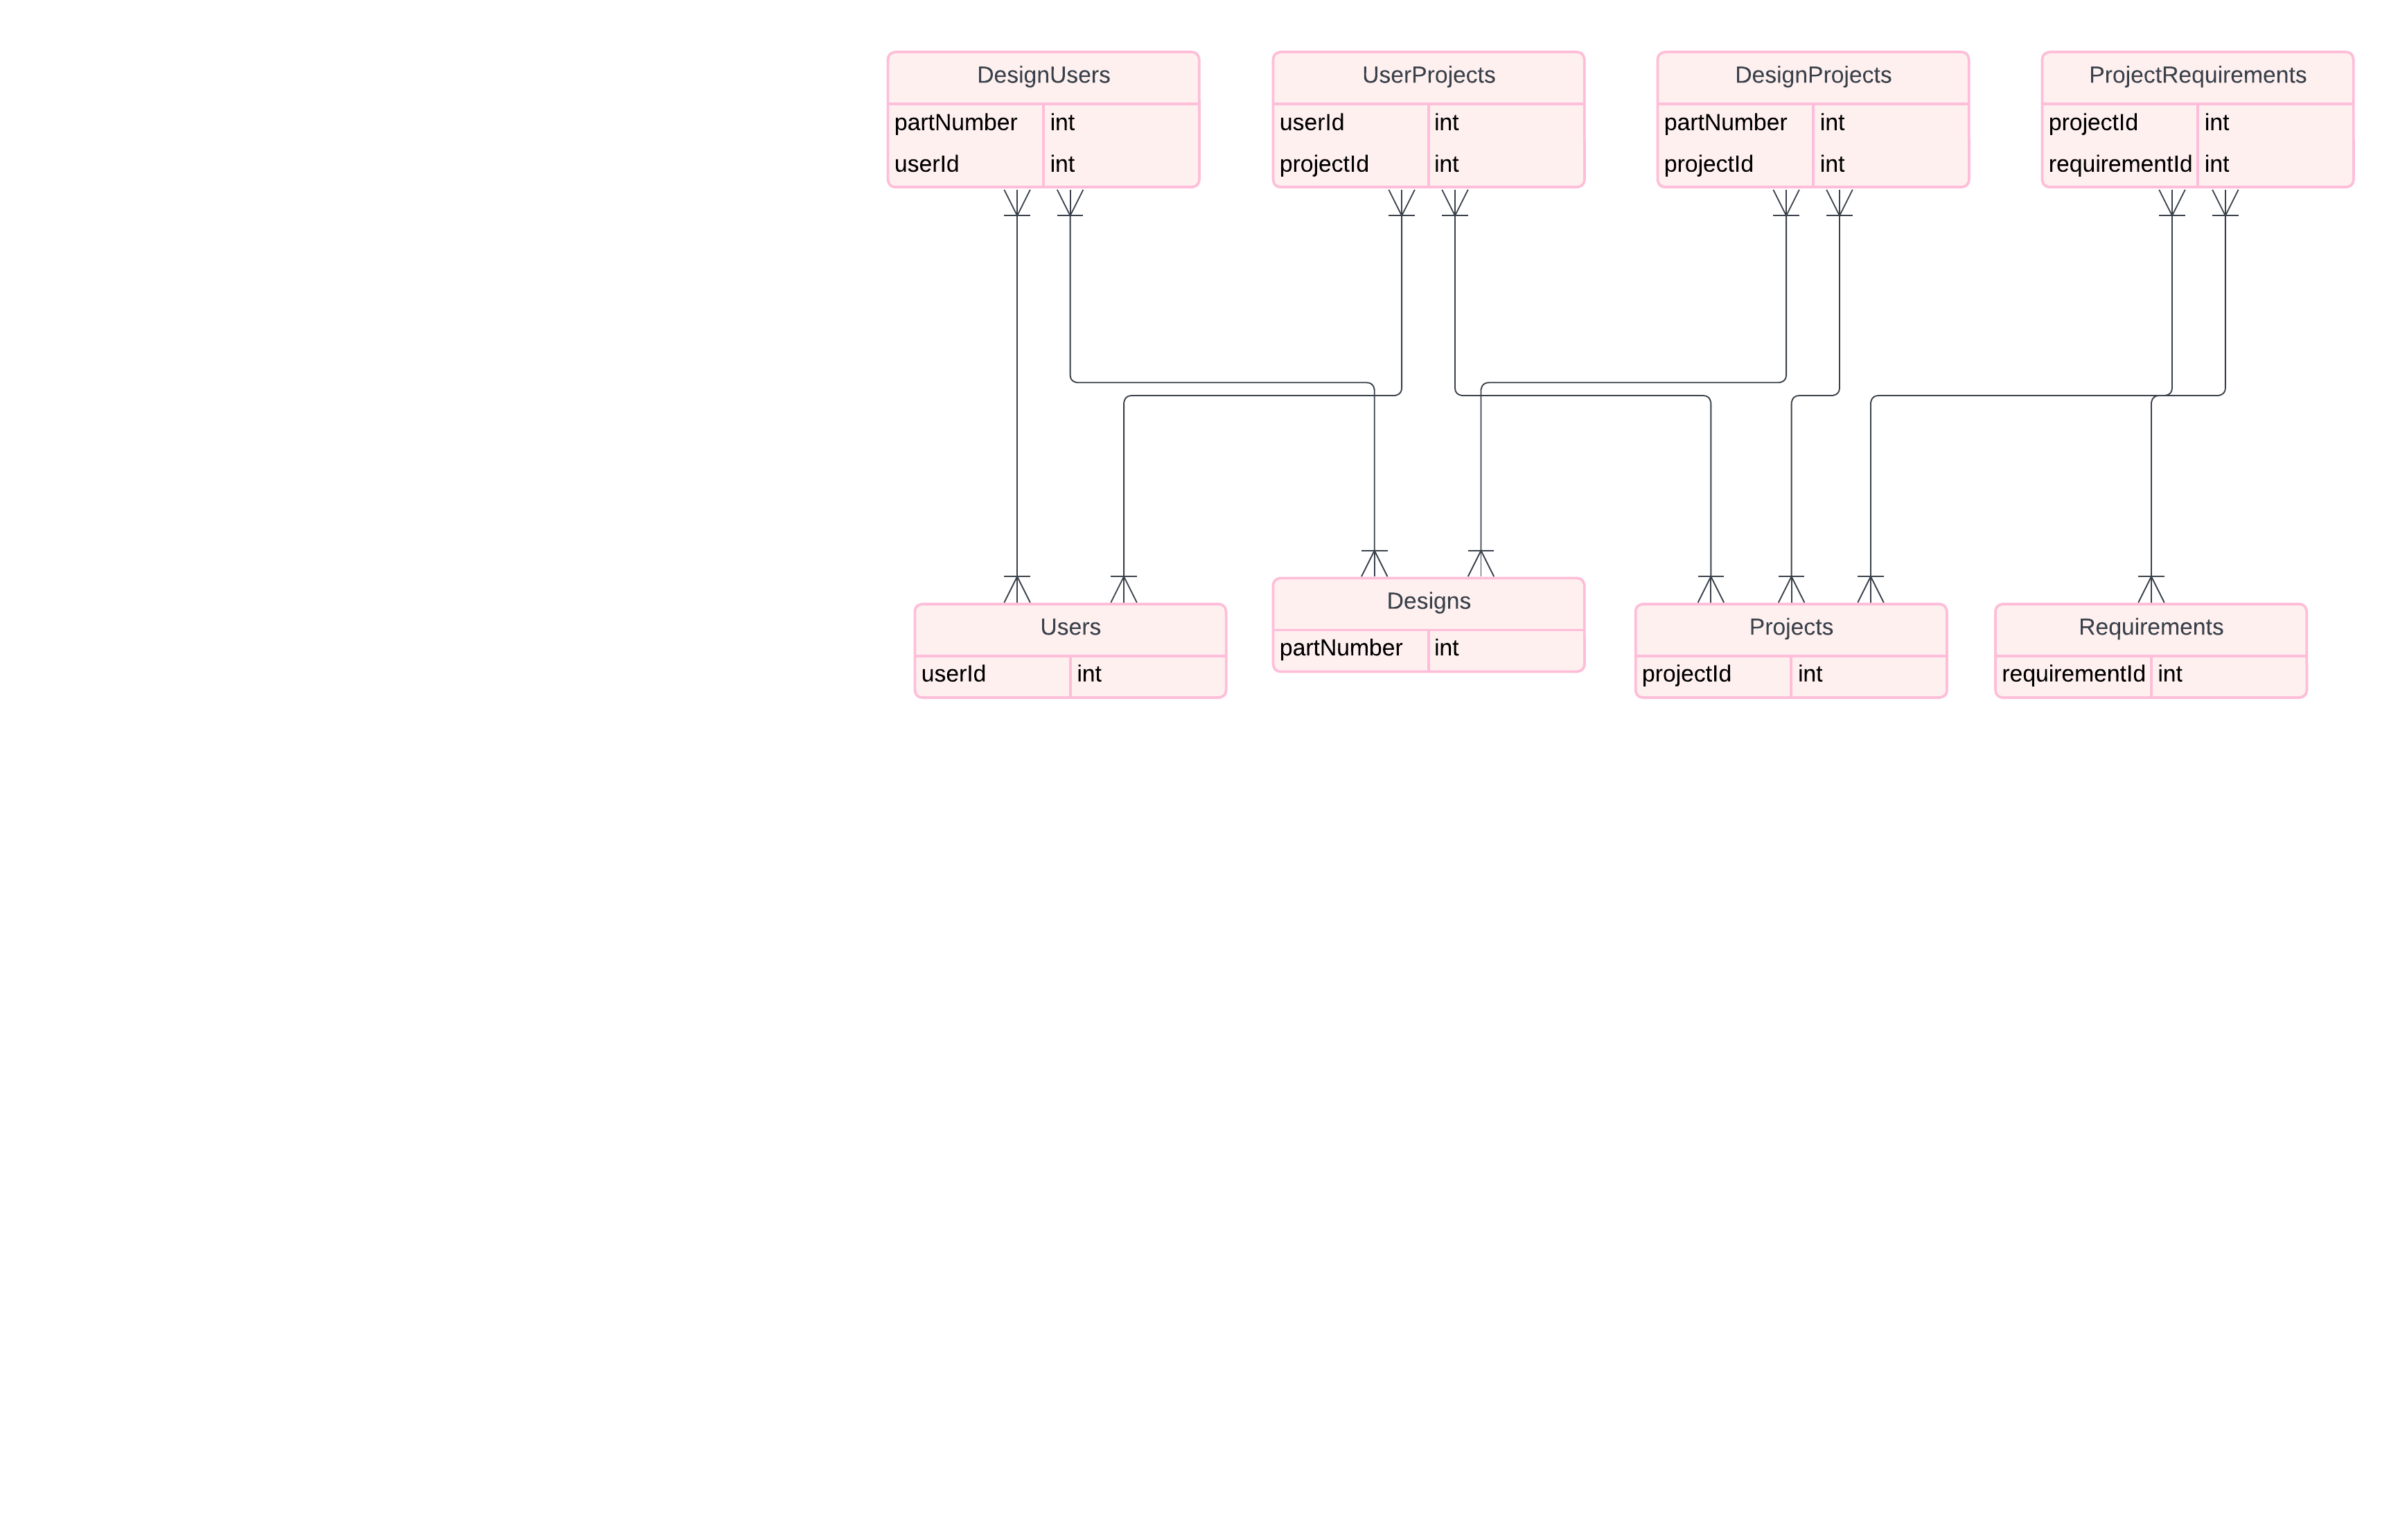 DesignUsers
partNumber int
userId int
UserProjects
userId int
projectId int
DesignProjects
partNumber int
projectId int
ProjectRequirements
projectId int
requirementId int
Users
userId int
Designs
partNumber int
Projects
projectId int
Requirements
requirementId int